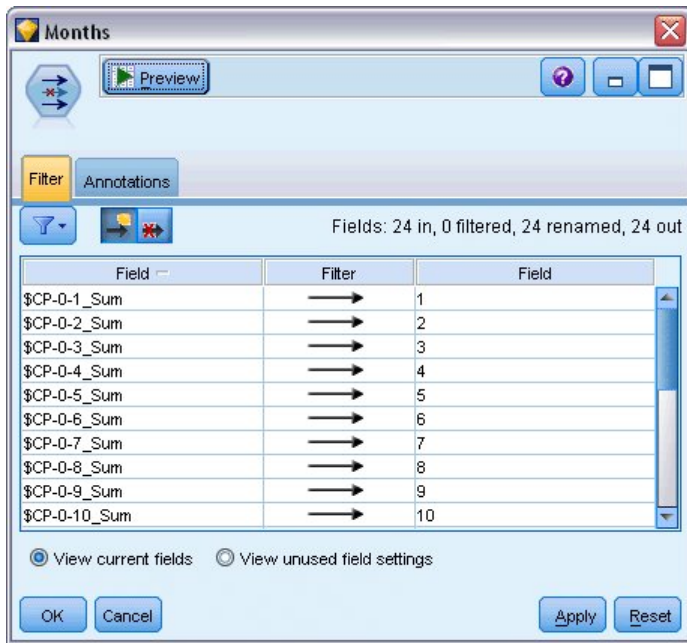 Months
Preview
Filter Annotations
Fields: 24 in, 0 filtered, 24 renamed, 24 out
Field Filter Field
$CP-0-1_Sum 1
$CP-0-2_Sum 2
$CP-0-3_Sum 3
$CP-0-4_Sum 4
$CP-0-5_Sum 5
$CP-0-6_Sum 6
$CP-0-7_Sum 7
$CP-0-8_Sum 8
$CP-0-9_Sum 9
$CP-0-10_Sum 10
View current fields View unused field settings
OK Cancel Apply Reset